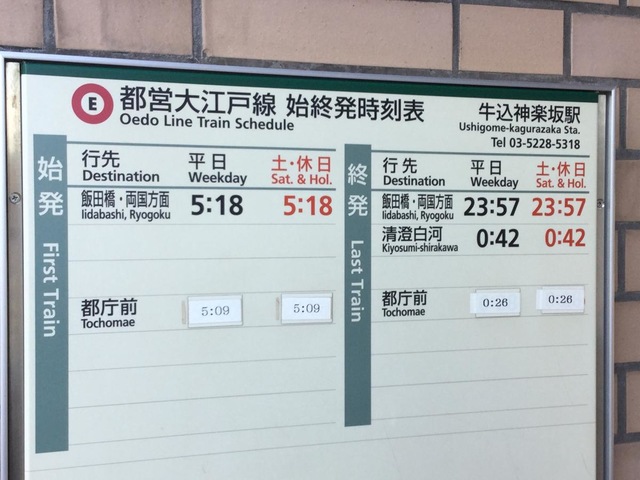 E 都営大江戸線 始終発時刻表 牛込神楽坂駅
Oedo Line Train Schedule Ushigome-kagurazaka Sta.
Tel 03-5228-5318
始発 First Train
行先 平日 土・休日
Destination Weekday Sat. & Hol.
飯田橋・両国方面 5:18 5:18
Iidabashi, Ryogoku
都庁前 5:09 5:09
Tochomae
終発 Last Train
行先 平日 土・休日
Destination Weekday Sat. & Hol.
飯田橋・両国方面 23:57 23:57
Iidabashi, Ryogoku
清澄白河 0:42 0:42
Kiyosumi-shirakawa
都庁前 0:26 0:26
Tochomae